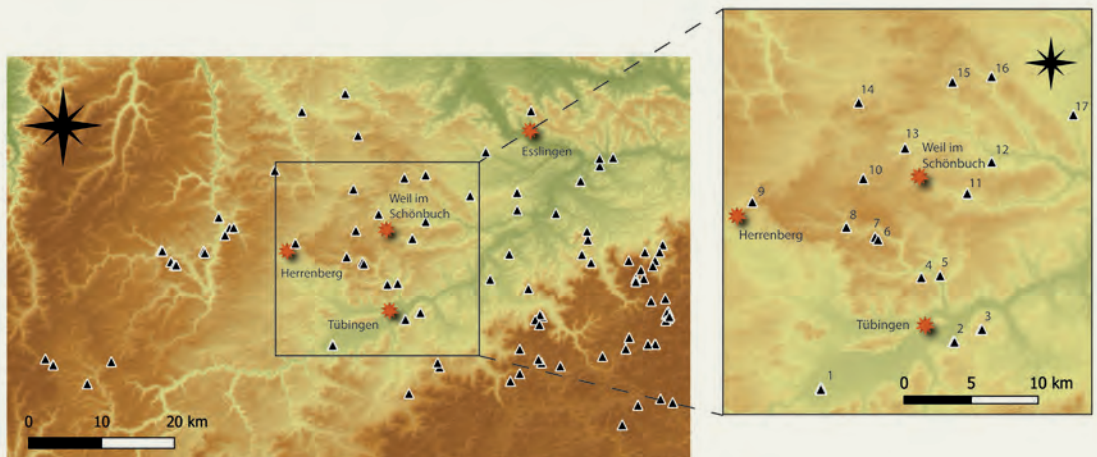 Esslingen
Weil im
Schönbuch
Herrenberg
Tübingen
0 10 20 km
14
15
16
17
13
Weil im
Schönbuch
12
10
11
9
Herrenberg
8
7
6
4
5
Tübingen
2
3
1
0 5 10 km